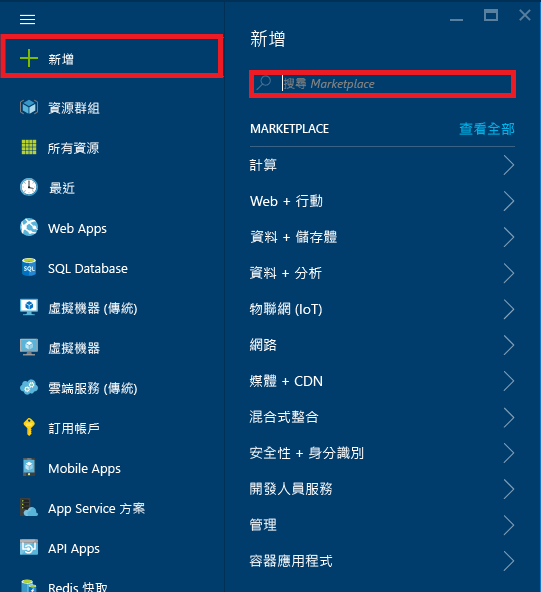 新增
資源群組
所有資源
最近
Web Apps
SQL Database
虛擬機器 (傳統)
虛擬機器
雲端服務 (傳統)
訂用帳戶
Mobile Apps
App Service 方案
API Apps
Redis 快取
新增
搜尋 Marketplace
MARKETPLACE 查看全部
計算
Web + 行動
資料 + 儲存體
資料 + 分析
物聯網 (IoT)
網路
媒體 + CDN
混合式整合
安全性 + 身分識別
開發人員服務
管理
容器應用程式